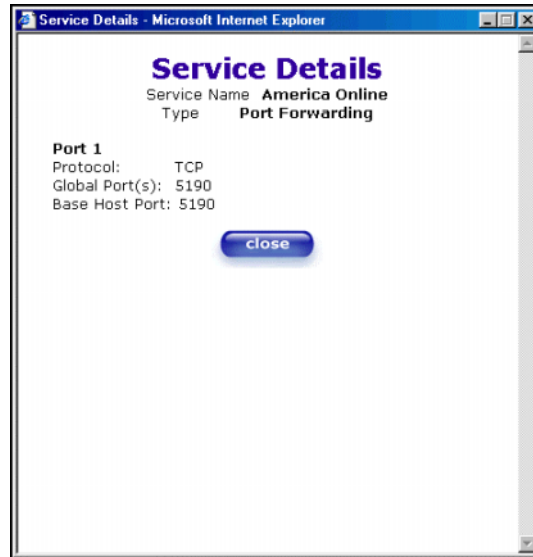 Service Details - Microsoft Internet Explorer
Service Details
Service Name America Online
Type Port Forwarding
Port 1
Protocol: TCP
Global Port(s): 5190
Base Host Port: 5190
close